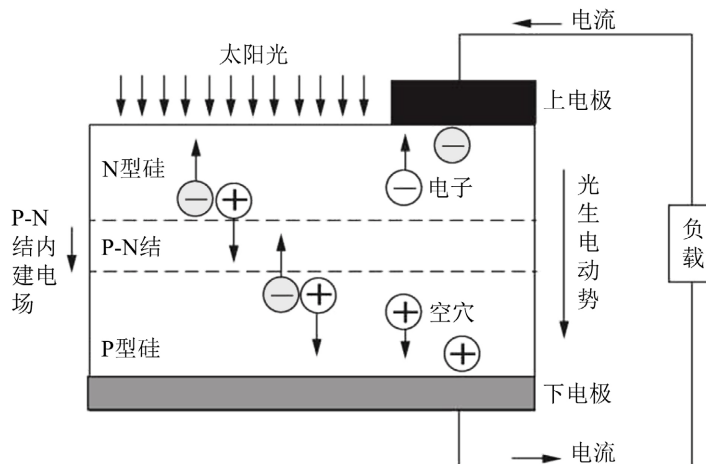 电流
太阳光
上电极
N型硅
电子
光生电动势
P-N
结内
建电
场
P-N结
负载
空穴
P型硅
下电极
电流